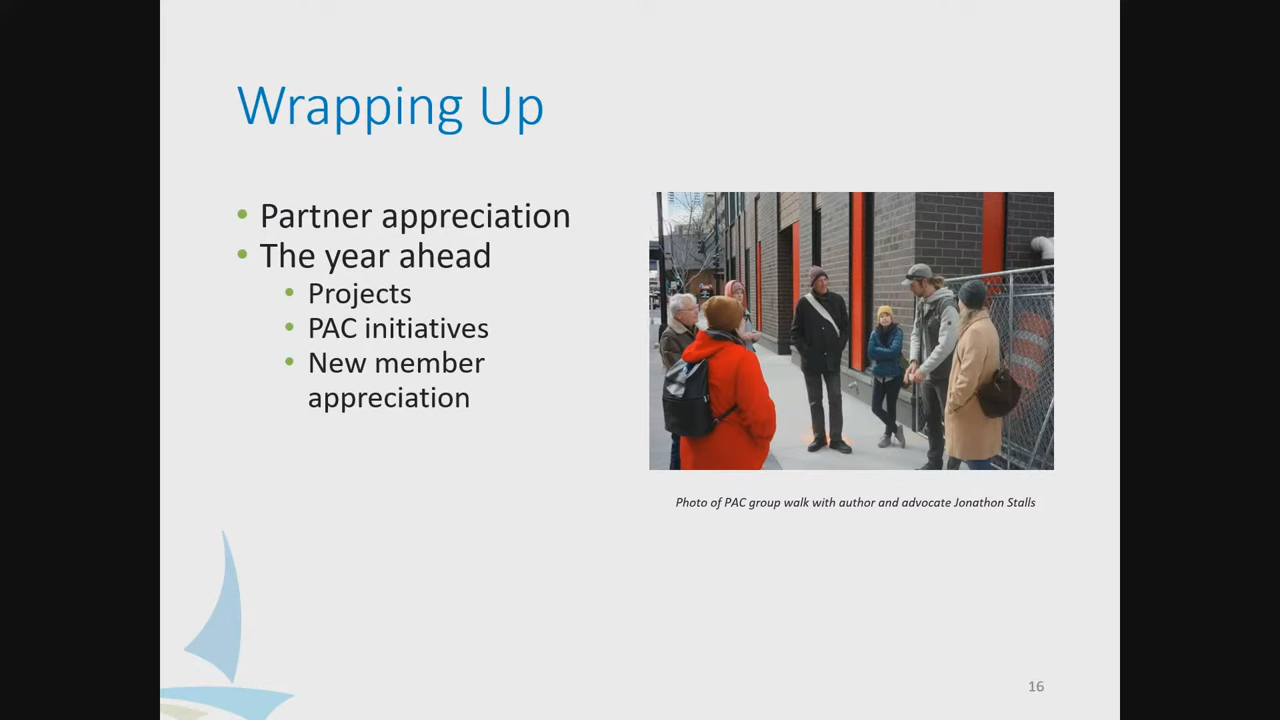 Wrapping Up
Partner appreciation
The year ahead
Projects
PAC initiatives
New member
appreciation
Photo of PAC group walk with author and advocate Jonathon Stalls
16